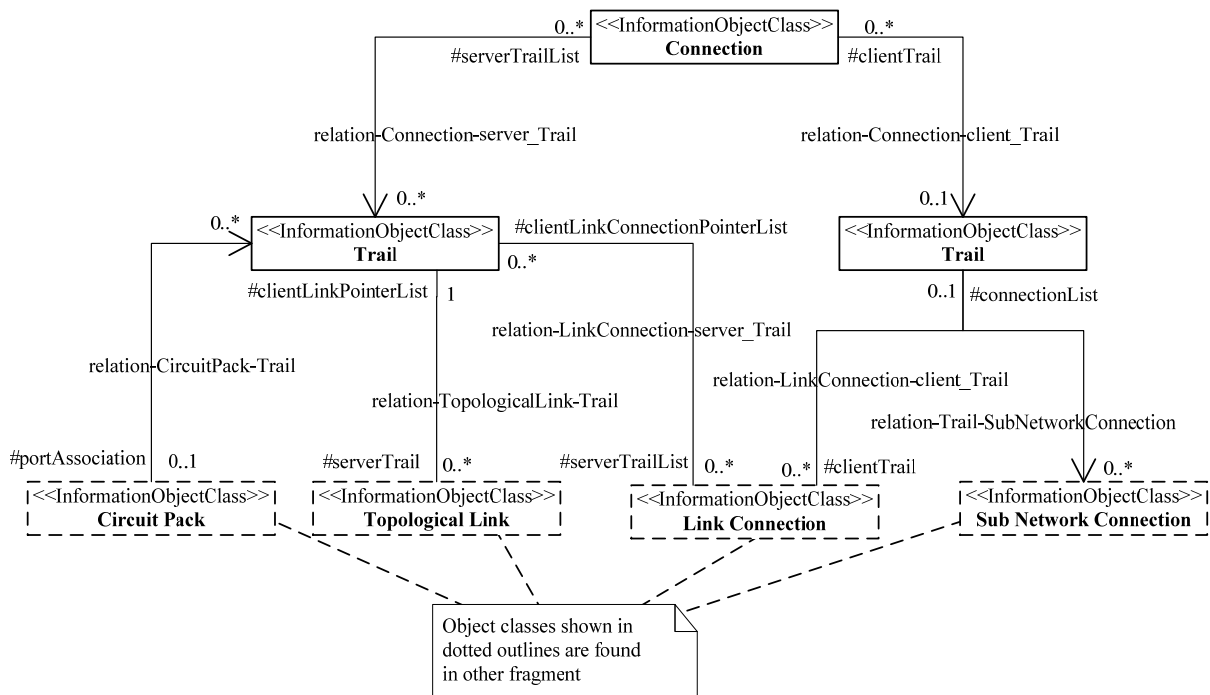 0..*
<<InformationObjectClass>>
0..*
#serverTrailList
Connection
#clientTrail
relation-Connection-server_Trail
relation-Connection-client_Trail
0..*
0..1
0..*
<<InformationObjectClass>>
Trail
#clientLinkConnectionPointerList
0..*
<<InformationObjectClass>>
Trail
#clientLinkPointerList
1
0..1
#connectionList
relation-LinkConnection-server_Trail
relation-CircuitPack-Trail
relation-LinkConnection-client_Trail
relation-TopologicalLink-Trail
relation-Trail-SubNetworkConnection
#portAssociation
0..1
#serverTrail
0..*
#serverTrailList
0..*
0..*
#clientTrail
0..*
<<InformationObjectClass>>
Circuit Pack
<<InformationObjectClass>>
Topological Link
<<InformationObjectClass>>
Link Connection
<<InformationObjectClass>>
Sub Network Connection
Object classes shown in
dotted outlines are found
in other fragment